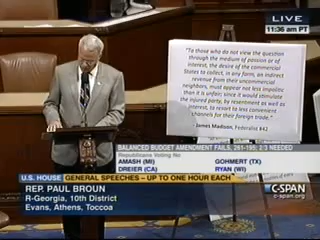 LIVE
11:36 am PT
"To those who do not view the question
through the medium of passion or of
interest, the desire of the commercial
States to collect, in any form, an indirect
revenue from their uncommercial
neighbors, must appear not less impolitic
than it is unfair; since it would stimulate
the injured party, by resentment as well as
interest, to resort to less convenient
channels for their foreign trade."
- James Madison, Federalist #42
BALANCED BUDGET AMENDMENT FAILS, 261-165; 2/3 NEEDED
Republicans Voting No
AMASH (MI) GOHMERT (TX)
DREIER (CA) RYAN (WI)
U.S. HOUSE GENERAL SPEECHES – UP TO ONE HOUR EACH
REP. PAUL BROUN
R-Georgia, 10th District
Evans, Athens, Toccoa
C-SPAN
c-span.org